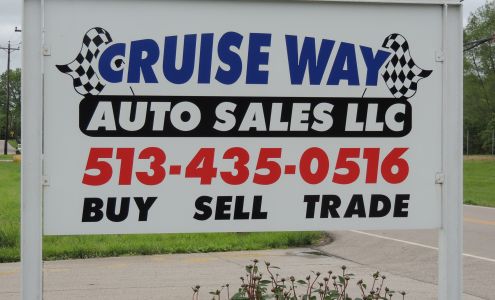 CRUISE WAY
AUTO SALES LLC
513-435-0516
BUY SELL TRADE